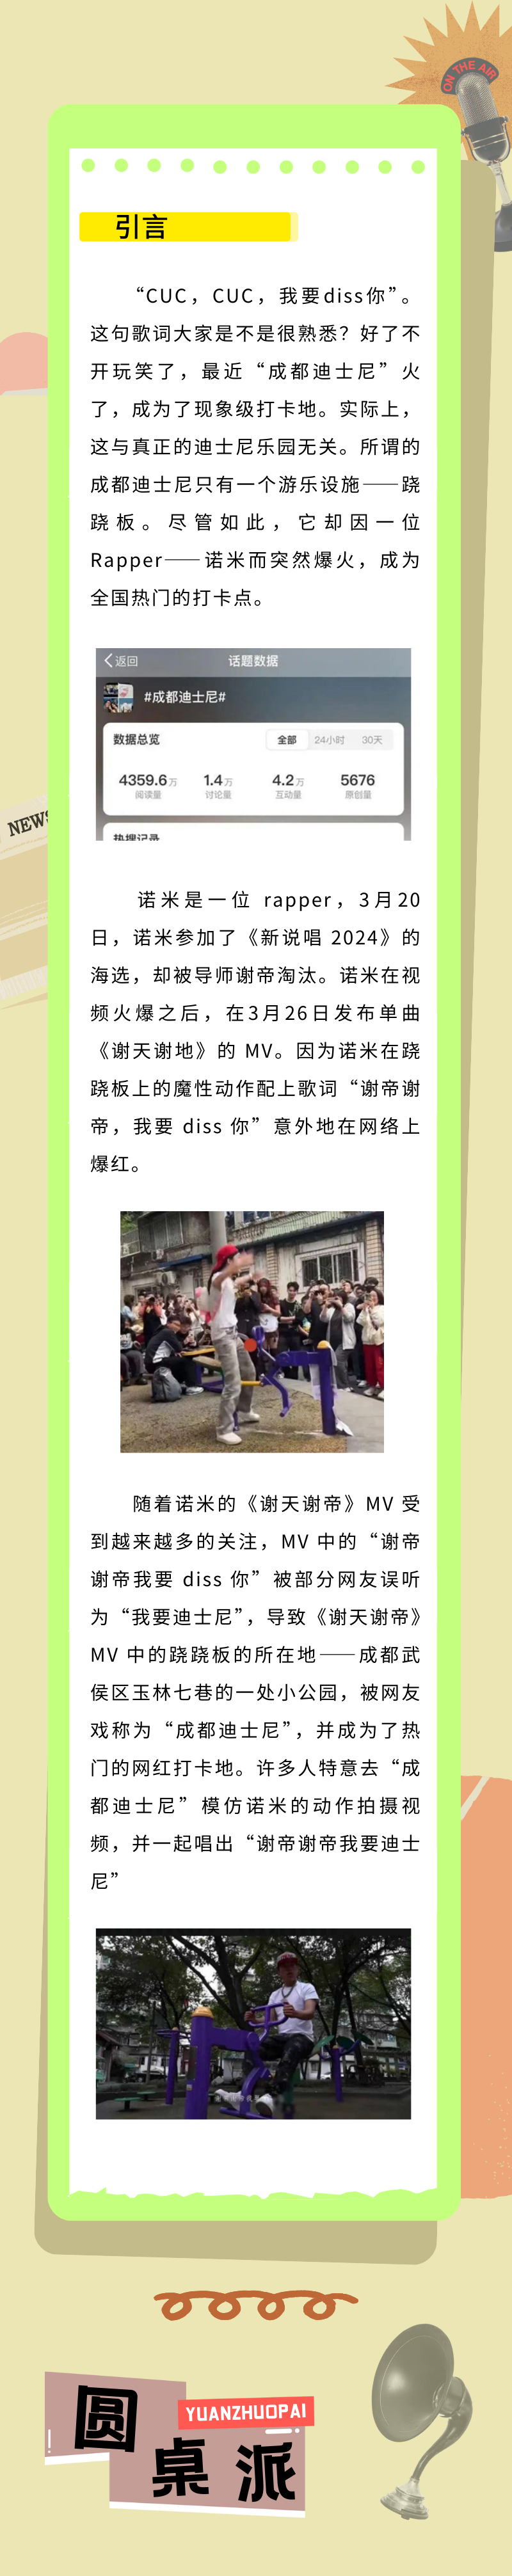 ON THE AIR
引言
“CUC，CUC，我要diss你”。
这句歌词大家是不是很熟悉？好了不
开玩笑了，最近“成都迪士尼”火
了，成为了现象级打卡地。实际上，
这与真正的迪士尼乐园无关。所谓的
成都迪士尼只有一个游乐设施——跷
跷板。尽管如此，它却因一位
Rapper——诺米而突然爆火，成为
全国热门的打卡点。
返回 话题数据
#成都迪士尼#
数据总览 全部 24小时 30天
4359.6万 1.4万 4.2万 5676
阅读量 讨论量 互动量 原创量
热搜记录
NEWS
诺米是一位 rapper，3月20
日，诺米参加了《新说唱 2024》的
海选，却被导师谢帝淘汰。诺米在视
频火爆之后，在3月26日发布单曲
《谢天谢地》的 MV。因为诺米在跷
跷板上的魔性动作配上歌词“谢帝谢
帝，我要 diss 你”意外地在网络上
爆红。
随着诺米的《谢天谢帝》MV 受
到越来越多的关注，MV 中的“谢帝
谢帝我要 diss 你”被部分网友误听
为“我要迪士尼”，导致《谢天谢帝》
MV 中的跷跷板的所在地——成都武
侯区玉林七巷的一处小公园，被网友
戏称为“成都迪士尼”，并成为了热
门的网红打卡地。许多人特意去“成
都迪士尼”模仿诺米的动作拍摄视
频，并一起唱出“谢帝谢帝我要迪士
尼”
圆
YUANZHUOPAI
桌派